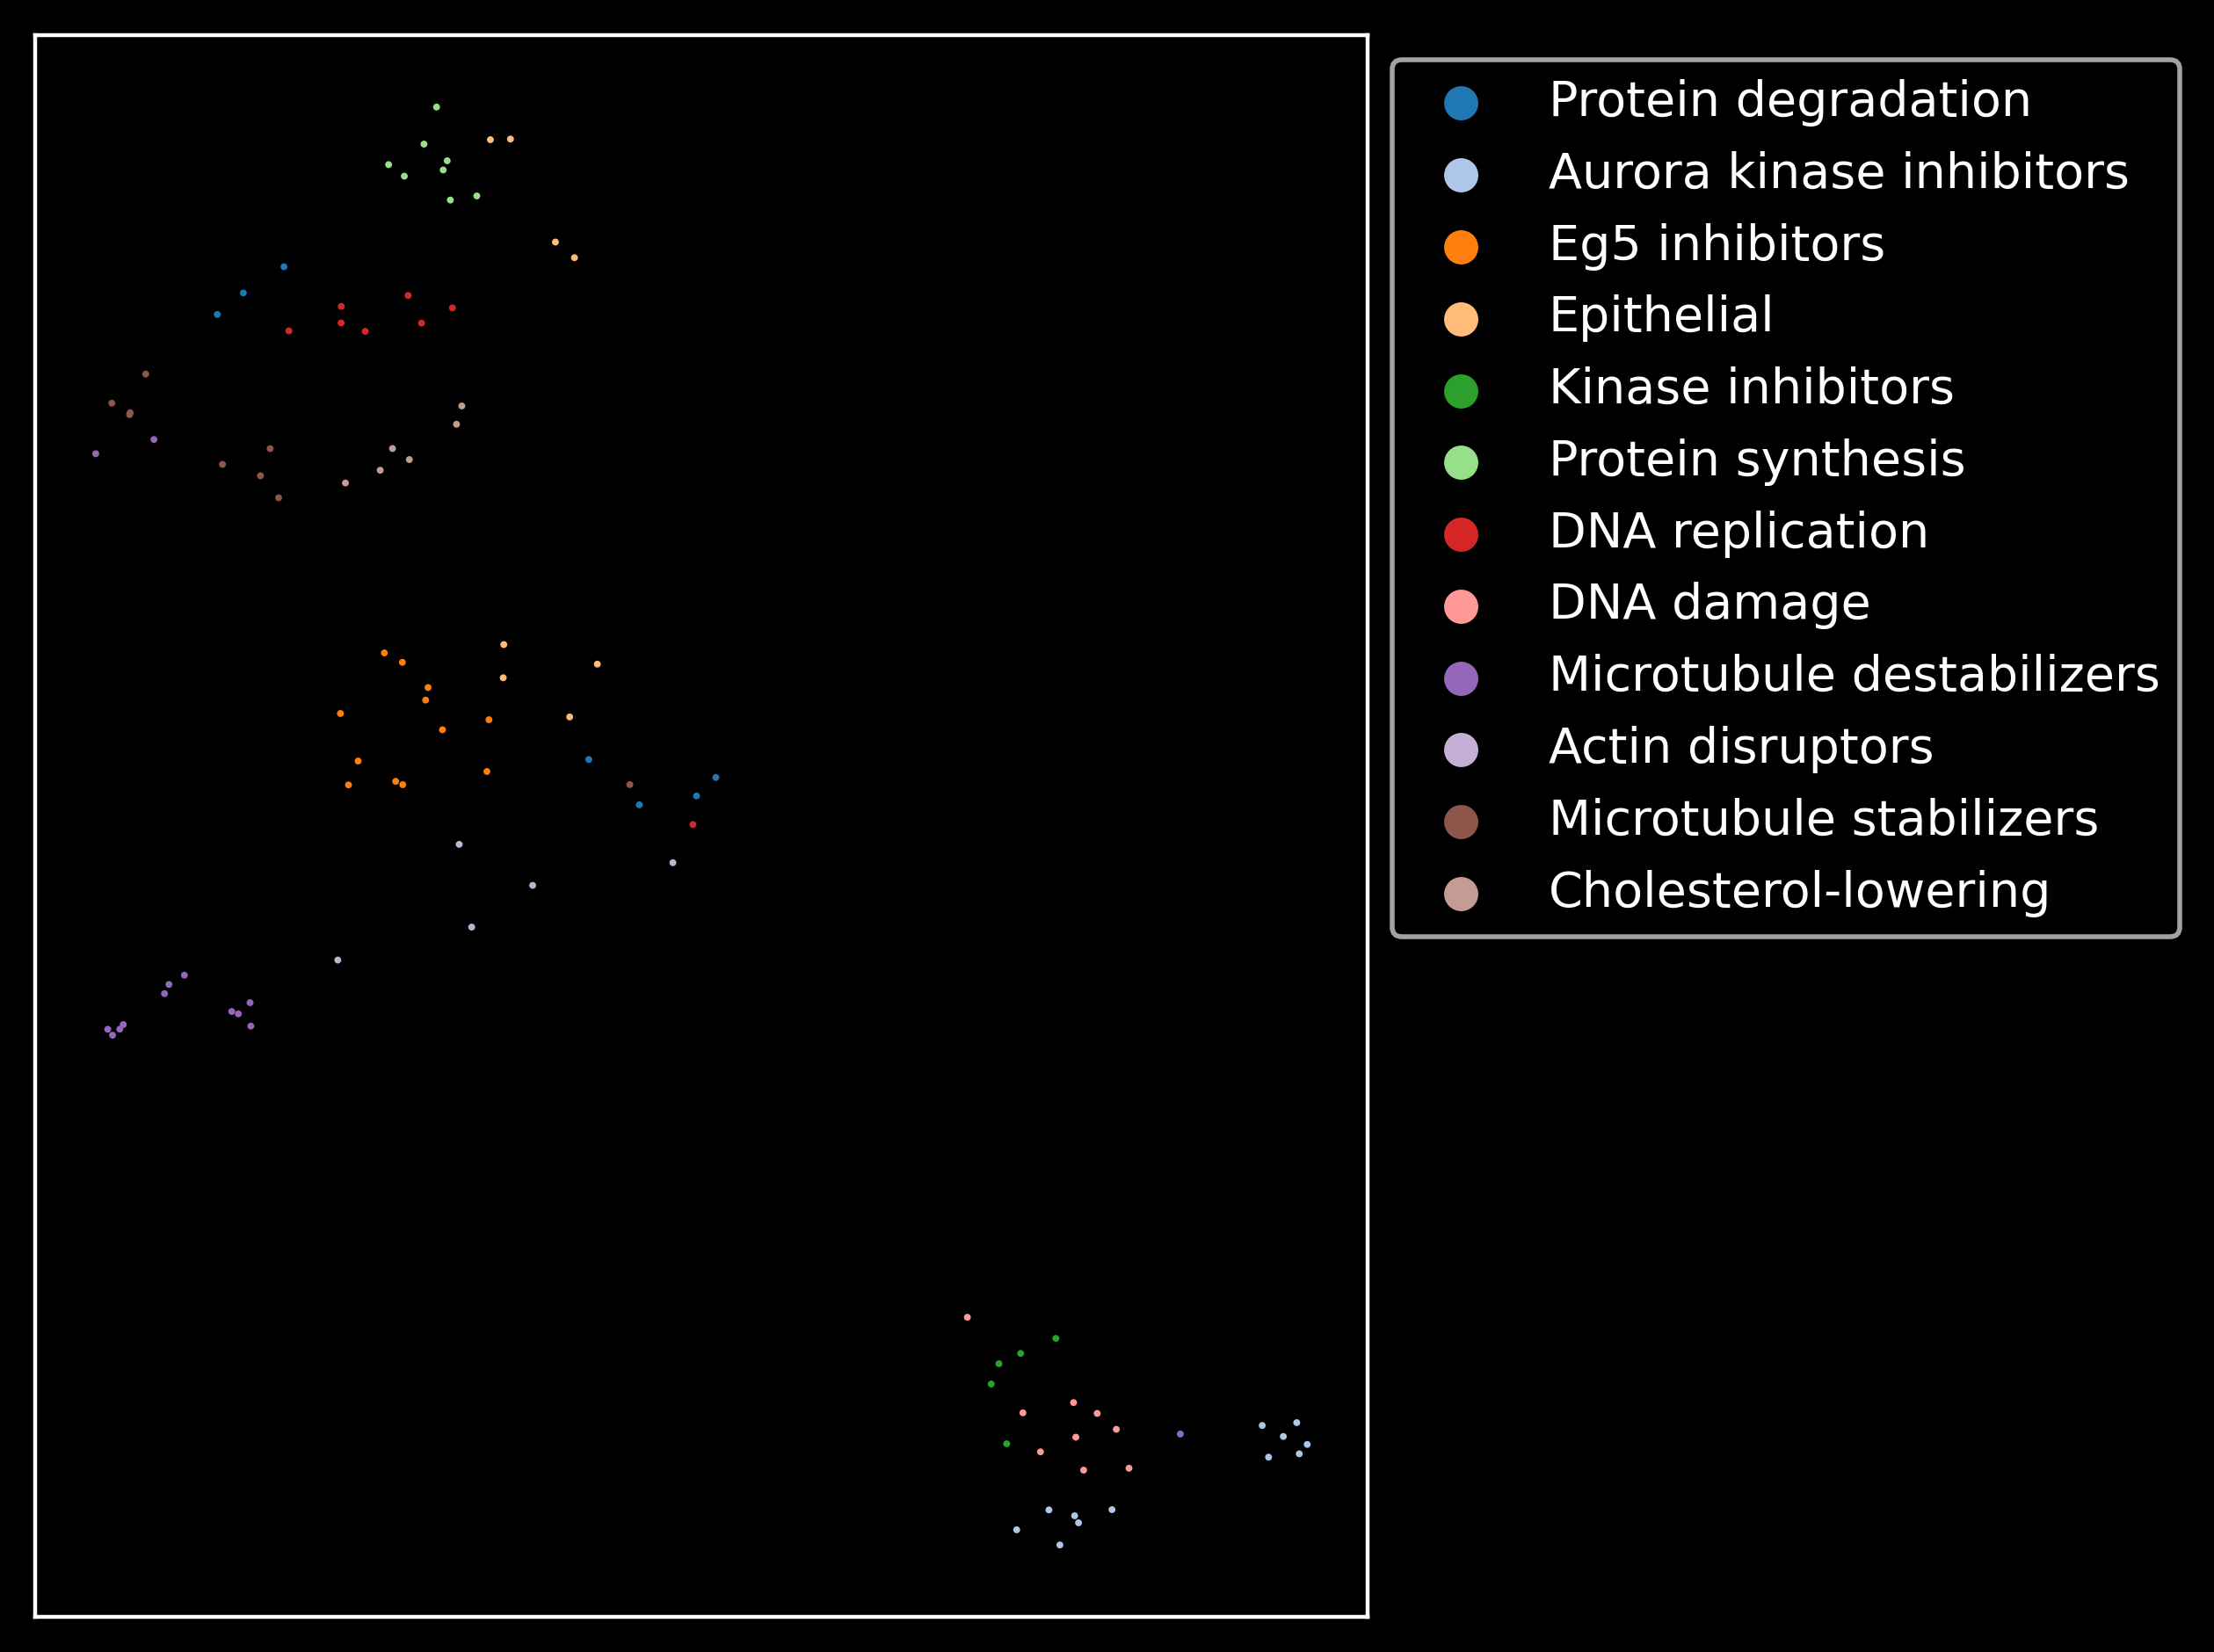 Protein degradation
Aurora kinase inhibitors
Eg5 inhibitors
Epithelial
Kinase inhibitors
Protein synthesis
DNA replication
DNA damage
Microtubule destabilizers
Actin disruptors
Microtubule stabilizers
Cholesterol-lowering